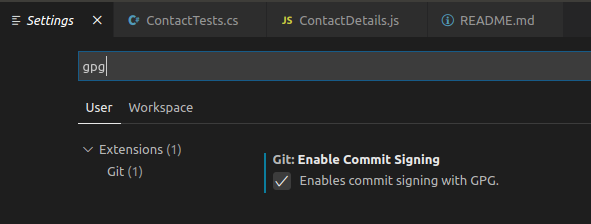 Settings
ContactTests.cs
JS ContactDetails.js
README.md
gpg
User Workspace
Extensions (1)
Git (1)
Git: Enable Commit Signing
Enables commit signing with GPG.